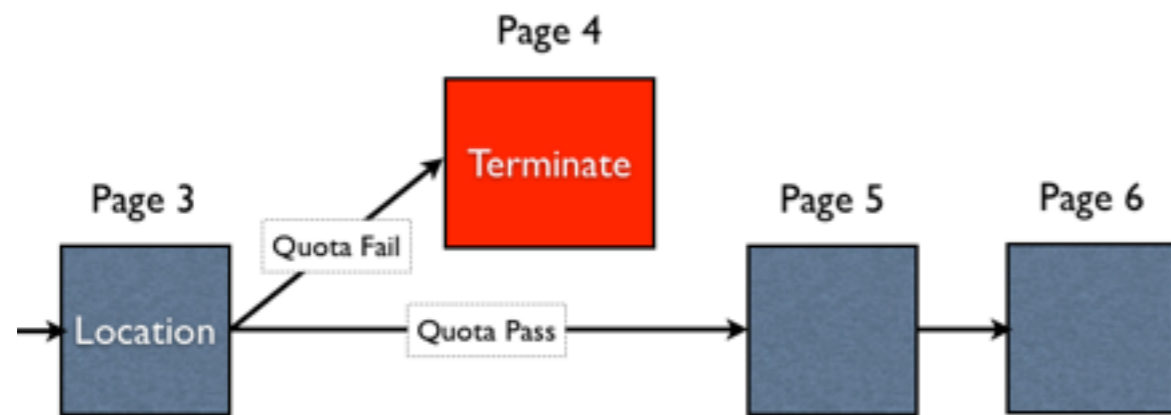 Page 4
Terminate
Page 3
Page 5
Page 6
Quota Fail
Location
Quota Pass